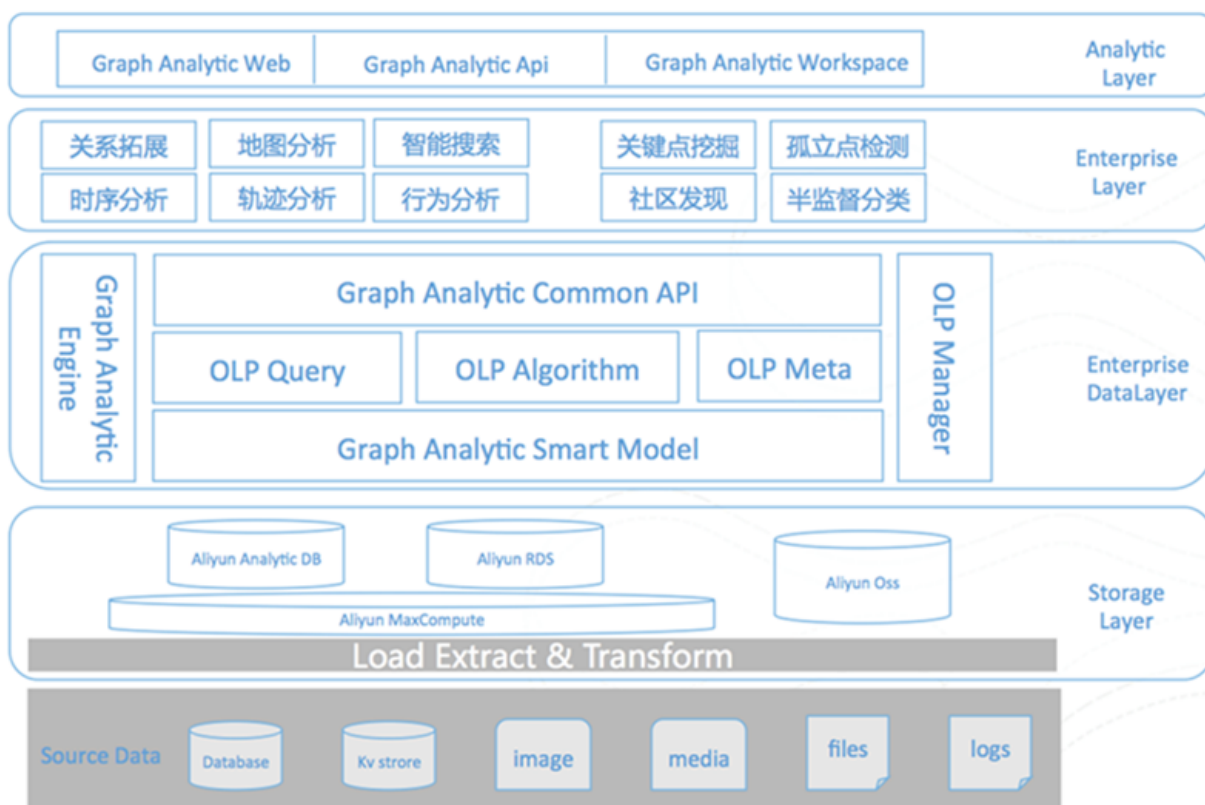 Graph Analytic Web
Graph Analytic Api
Graph Analytic Workspace
Analytic
Layer
关系拓展
地图分析
智能搜索
关键点挖掘
孤立点检测
时序分析
轨迹分析
行为分析
社区发现
半监督分类
Enterprise
Layer
Graph Analytic
Engine
Graph Analytic Common API
OLP Query
OLP Algorithm
OLP Meta
Graph Analytic Smart Model
OLP Manager
Enterprise
DataLayer
Aliyun Analytic DB
Aliyun RDS
Aliyun Oss
Aliyun MaxCompute
Storage
Layer
Load Extract & Transform
Source Data
Database
Kv strore
image
media
files
logs